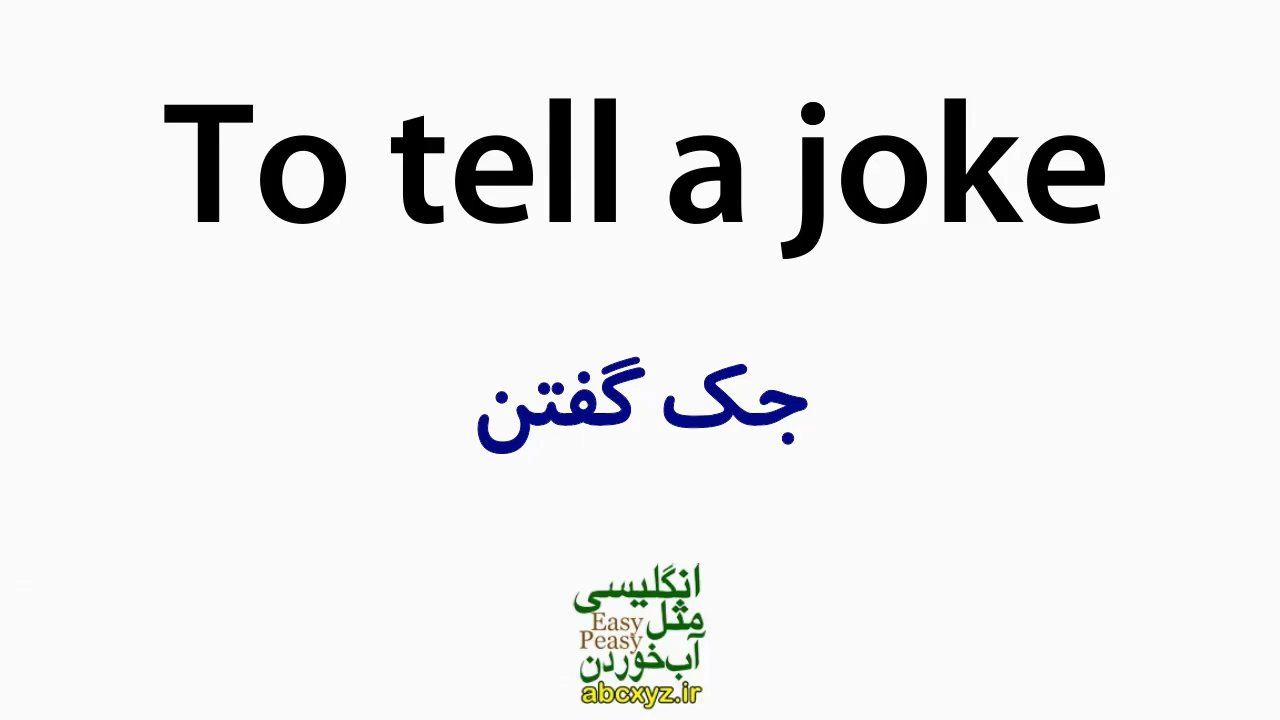 To tell a joke
جک گفتن
انگلیسی
مثل Easy
Peasy
آب‌خوردن
abcxyz.ir